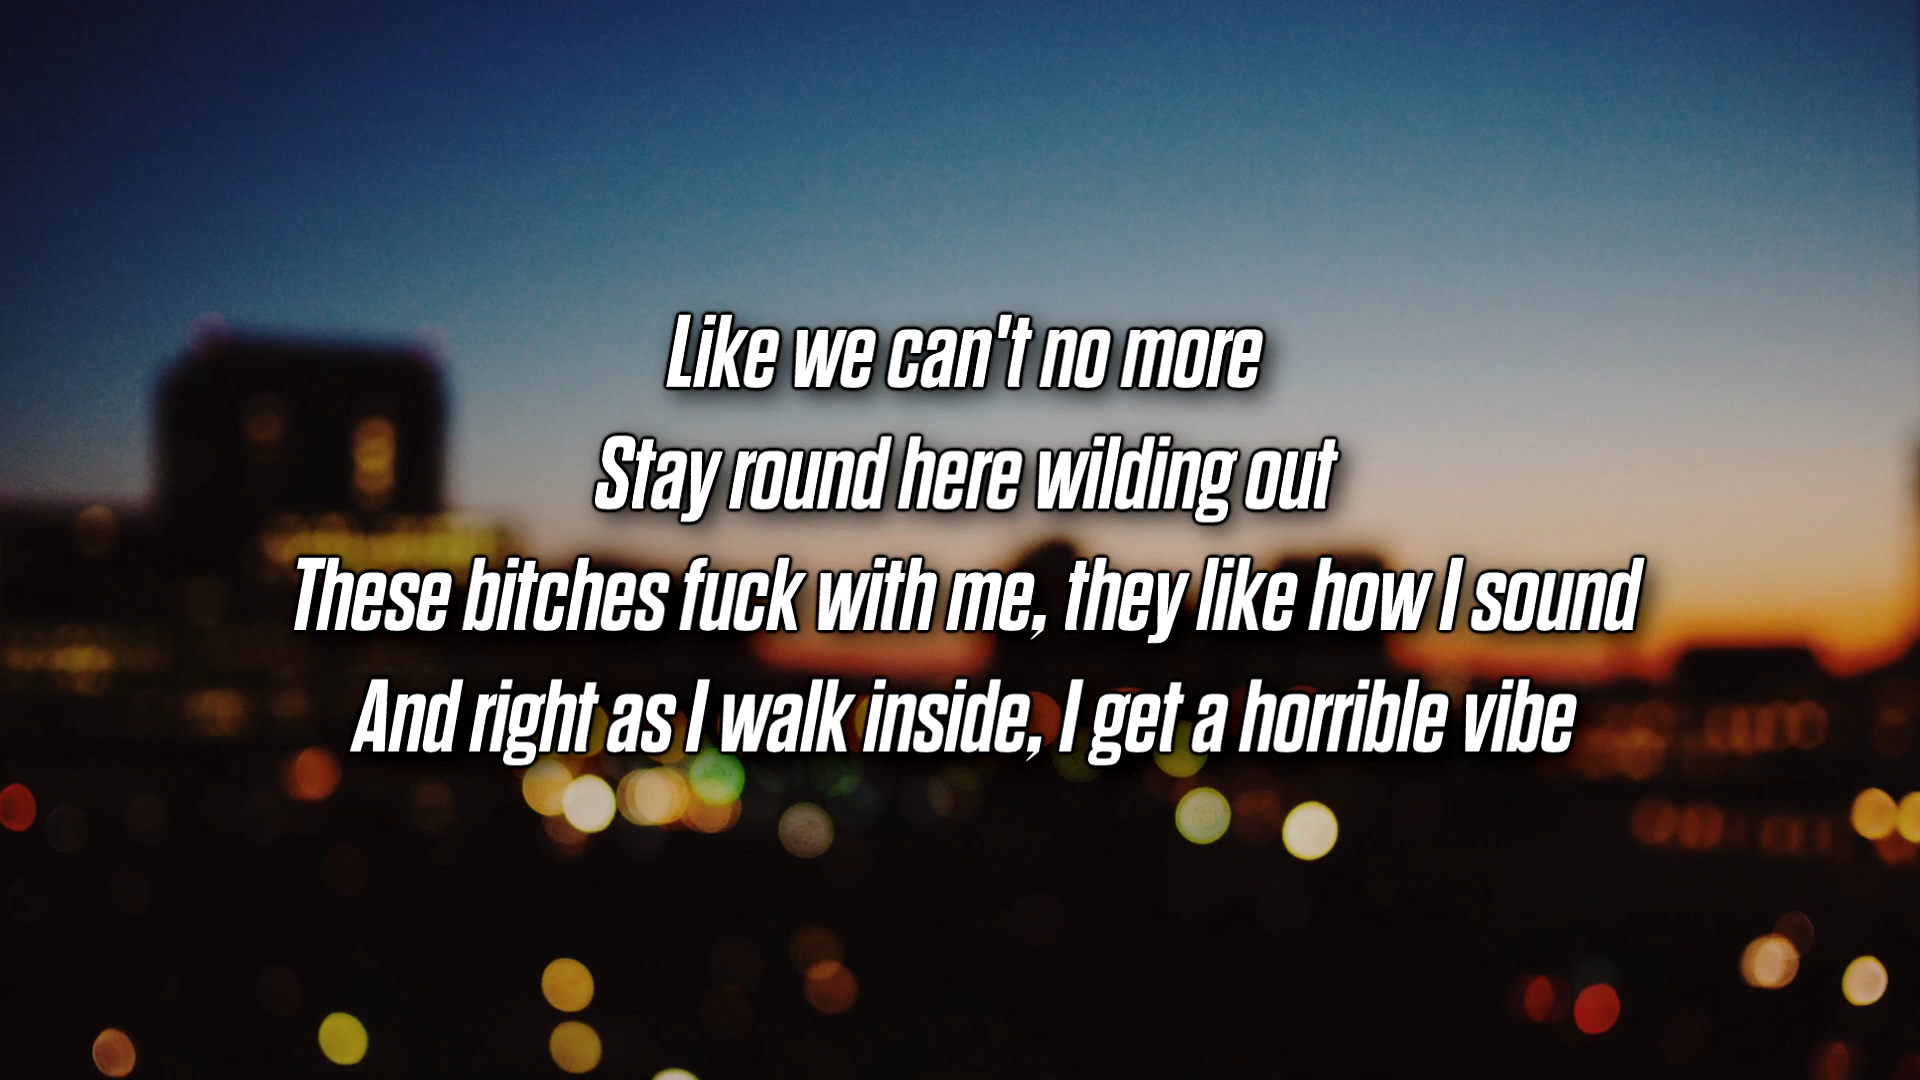 Like we can't no more
Stay round here wilding out
These bitches fuck with me, they like how I sound
And right as I walk inside, I get a horrible vibe